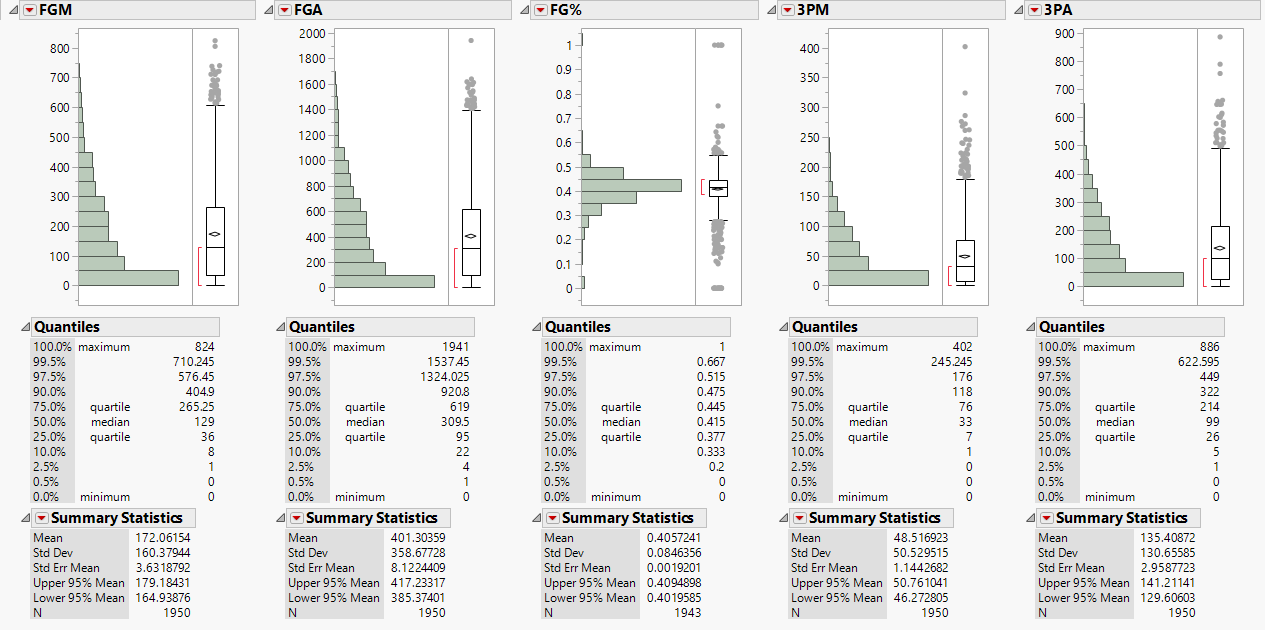 FGM
FGA
FG%
3PM
3PA
800
700
600
500
400
300
200
100
0
2000
1800
1600
1400
1200
1000
800
600
400
200
0
1
0.9
0.8
0.7
0.6
0.5
0.4
0.3
0.2
0.1
0
400
350
300
250
200
150
100
50
0
900
800
700
600
500
400
300
200
100
0
Quantiles
100.0% maximum 824
99.5% 710.245
97.5% 576.45
90.0% 404.9
75.0% quartile 265.25
50.0% median 129
25.0% quartile 36
10.0% 8
2.5% 1
0.5% 0
0.0% minimum 0
Summary Statistics
Mean 172.06154
Std Dev 160.37944
Std Err Mean 3.6318792
Upper 95% Mean 179.18431
Lower 95% Mean 164.93876
N 1950
Quantiles
100.0% maximum 1941
99.5% 1537.45
97.5% 1324.025
90.0% 920.8
75.0% quartile 619
50.0% median 309.5
25.0% quartile 95
10.0% 22
2.5% 4
0.5% 1
0.0% minimum 0
Summary Statistics
Mean 401.30359
Std Dev 358.67728
Std Err Mean 8.1224409
Upper 95% Mean 417.23317
Lower 95% Mean 385.37401
N 1950
Quantiles
100.0% maximum 1
99.5% 0.667
97.5% 0.515
90.0% 0.475
75.0% quartile 0.445
50.0% median 0.415
25.0% quartile 0.377
10.0% 0.333
2.5% 0.2
0.5% 0
0.0% minimum 0
Summary Statistics
Mean 0.4057241
Std Dev 0.0846356
Std Err Mean 0.0019201
Upper 95% Mean 0.4094898
Lower 95% Mean 0.4019585
N 1943
Quantiles
100.0% maximum 402
99.5% 245.245
97.5% 176
90.0% 118
75.0% quartile 76
50.0% median 33
25.0% quartile 7
10.0% 1
2.5% 0
0.5% 0
0.0% minimum 0
Summary Statistics
Mean 48.516923
Std Dev 50.529515
Std Err Mean 1.1442682
Upper 95% Mean 50.761041
Lower 95% Mean 46.272805
N 1950
Quantiles
100.0% maximum 886
99.5% 622.595
97.5% 449
90.0% 322
75.0% quartile 214
50.0% median 99
25.0% quartile 26
10.0% 5
2.5% 1
0.5% 0
0.0% minimum 0
Summary Statistics
Mean 135.40872
Std Dev 130.65585
Std Err Mean 2.9587723
Upper 95% Mean 141.21141
Lower 95% Mean 129.60603
N 1950